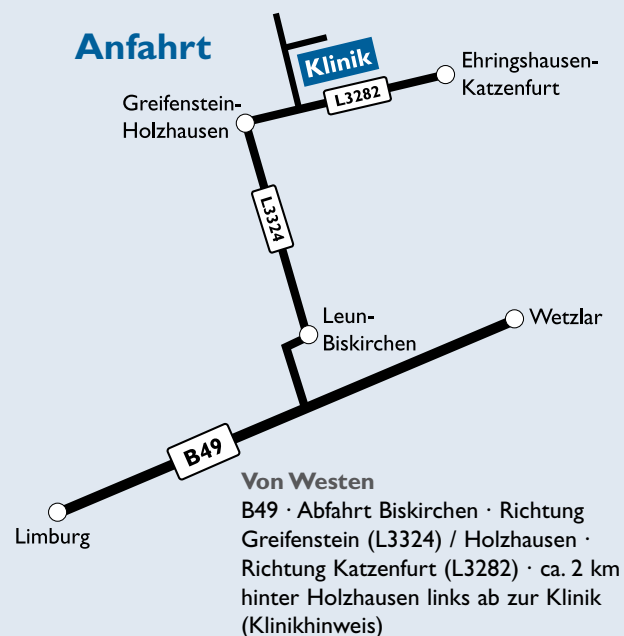 Anfahrt
Klinik
Ehringshausen-
Katzenfurt
L3282
Greifenstein-
Holzhausen
L3324
Leun-
Biskirchen
Wetzlar
B49
Limburg
Von Westen
B49 · Abfahrt Biskirchen · Richtung
Greifenstein (L3324) / Holzhausen ·
Richtung Katzenfurt (L3282) · ca. 2 km
hinter Holzhausen links ab zur Klinik
(Klinikhinweis)